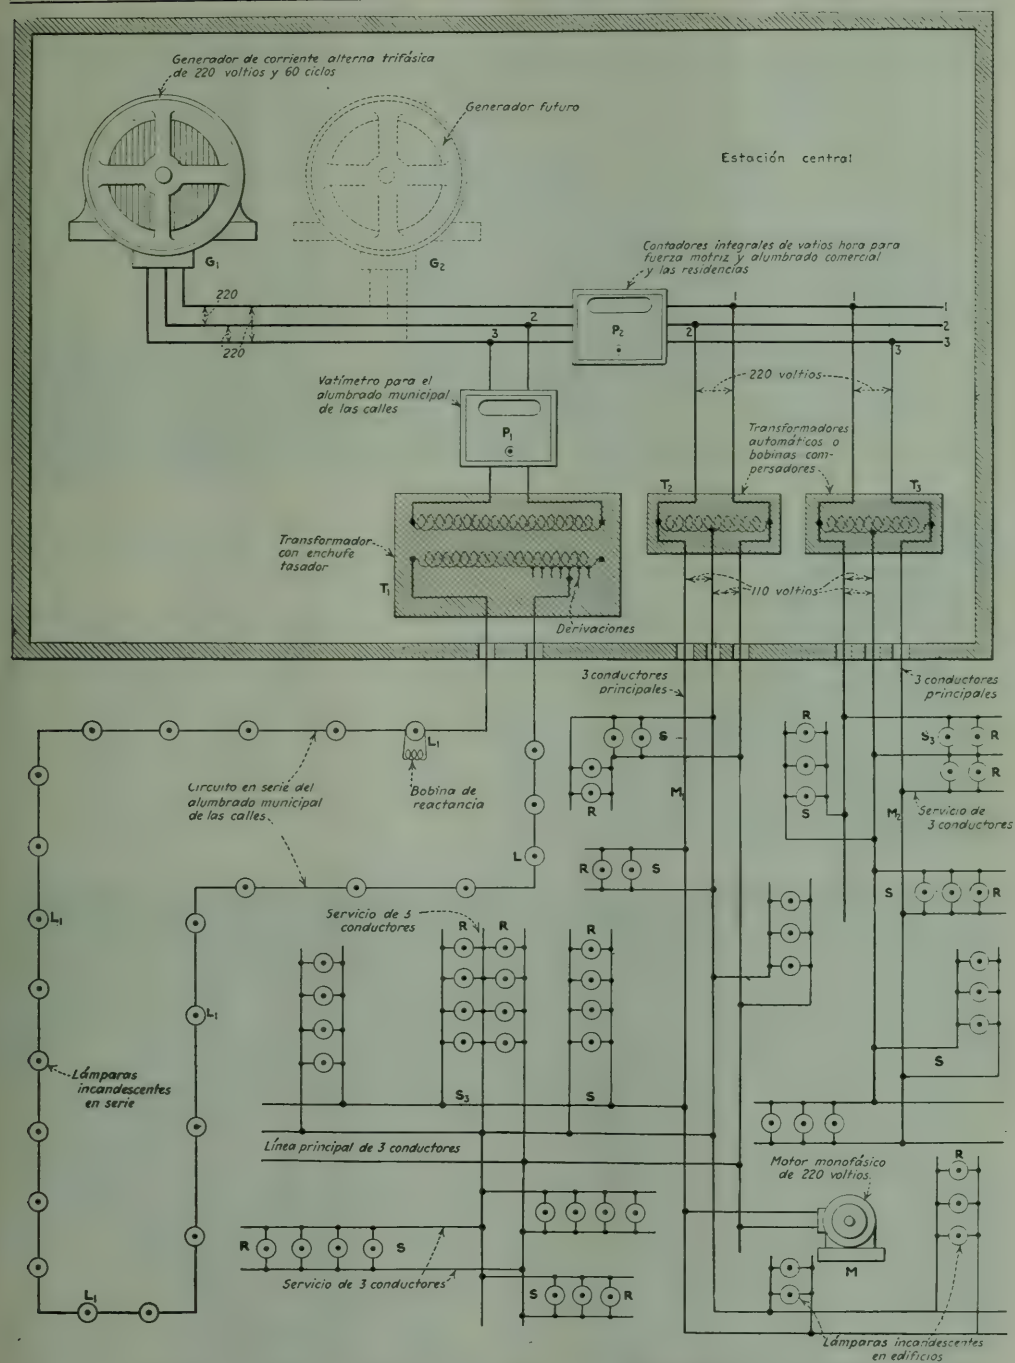 Generador de corriente alterna trifásica
de 220 voltios y 60 ciclos
Generador futuro
Estación central
G1
G2
Contadores integrales de vatios hora para
fuerza motriz y alumbrado comercial
y las residencias
220
220
3
2
P2
1
2
1
3
1
2
3
Vatímetro para el
alumbrado municipal
de las calles
P1
220 voltios
Transformadores
automáticos o
bobinas com-
persadores
T2
T3
Transformador
con enchufe
tasador
T1
110 voltios
Derivaciones
3 conductores
principales
3 conductores
principales
L1
Bobina de
reactancia
Circuito en serie del
alumbrado municipal
de las calles
S
R
M1
R
S
S3
R
R
M2
Servicio de
3 conductores
L
R
S
S
R
Servicio de 3
conductores
R
R
R
L1
L1
Lámparas
incandescentes
en serie
S3
S
S
Línea principal de 3 conductores
Motor monofásico
de 220 voltios
R
R
S
M
Servicio de 3 conductores
S
R
L1
Lámparas incandescentes
en edificios